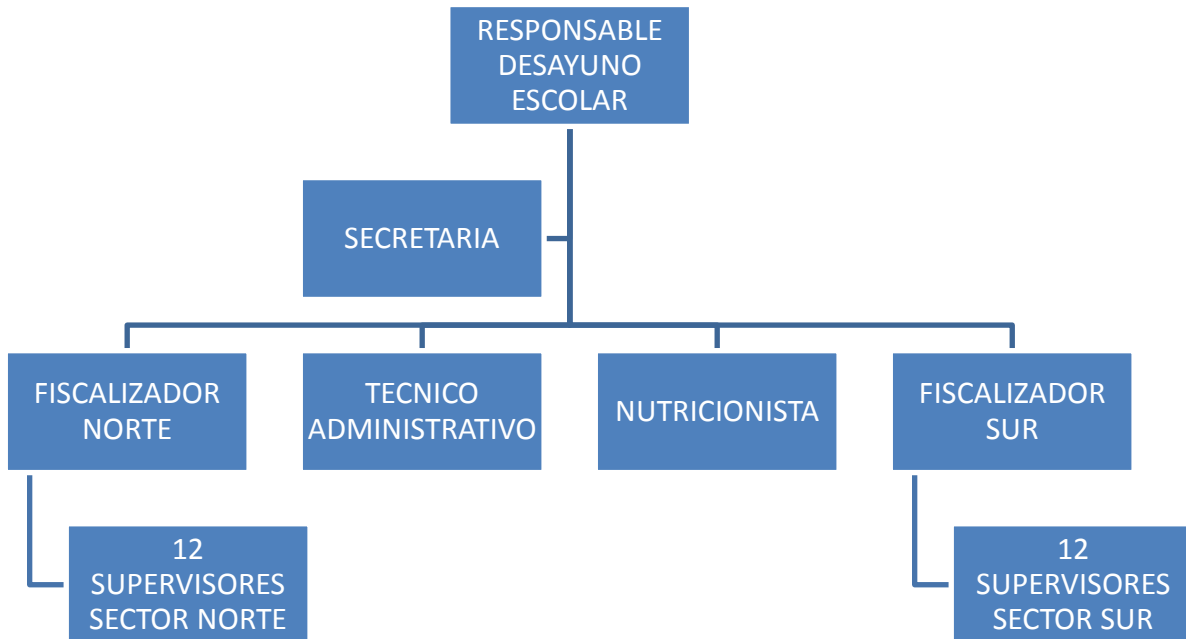 RESPONSABLE
DESAYUNO
ESCOLAR
SECRETARIA
FISCALIZADOR
NORTE
TECNICO
ADMINISTRATIVO
NUTRICIONISTA
FISCALIZADOR
SUR
12
SUPERVISORES
SECTOR NORTE
12
SUPERVISORES
SECTOR SUR